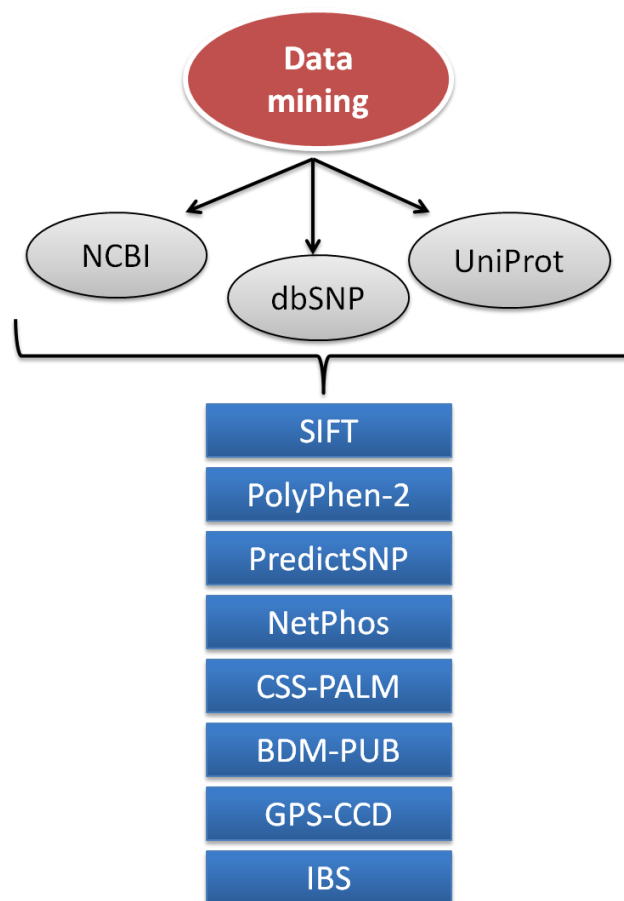 Data
mining
NCBI
dbSNP
UniProt
SIFT
PolyPhen-2
PredictSNP
NetPhos
CSS-PALM
BDM-PUB
GPS-CCD
IBS